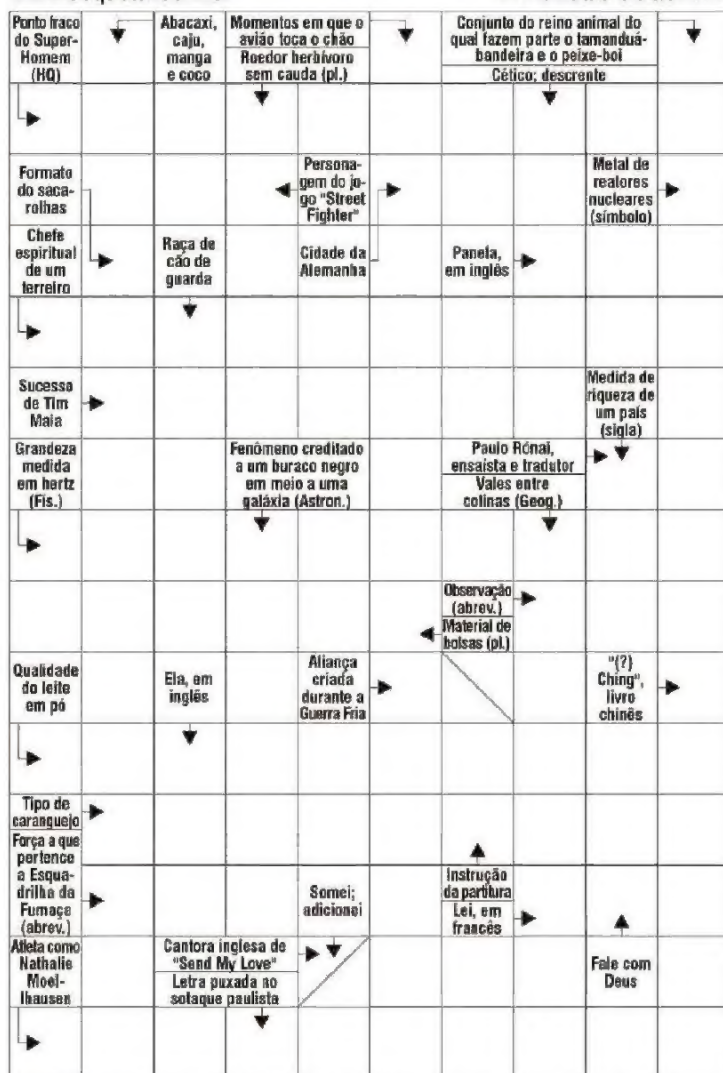 Ponto fraco
do Super-
Homem
(HQ)
Abacaxi,
caju,
manga
e coco
Momentos em que o
avião toca o chão
Roedor herbívoro
sem cauda (pl.)
Conjunto do reino animal do
qual fazem parte o tamanduá-
bandeira e o peixe-boi
Cético; descrente
Formato
do saca-
rolhas
Persona-
gem do jo-
go "Street
Fighter"
Metal de
reatores
nucleares
(símbolo)
Chefe
espiritual
de um
terreiro
Raça de
cão de
guarda
Cidade da
Alemanha
Panela,
em inglês
Sucesso
de Tim
Maia
Medida de
riqueza de
um país
(sigla)
Grandeza
medida
em hertz
(Fís.)
Fenômeno creditado
a um buraco negro
em meio a uma
galáxia (Astron.)
Paulo Rónai,
ensaísta e tradutor
Vales entre
colinas (Geog.)
Observação
(abrev.)
Material de
bolsas (pl.)
Qualidade
do leite
em pó
Ela, em
inglês
Aliança
criada
durante a
Guerra Fria
"(?)
Ching",
livro
chinês
Tipo de
caranguejo
Força a que
pertence
a Esqua-
drilha da
Fumaça
(abrev.)
Somei;
adicionei
Instrução
da partitura
Lei, em
francês
Atleta como
Nathalie
Moel-
lhausen
Cantora inglesa de
"Send My Love"
Letra puxada no
sotaque paulista
Fale com
Deus